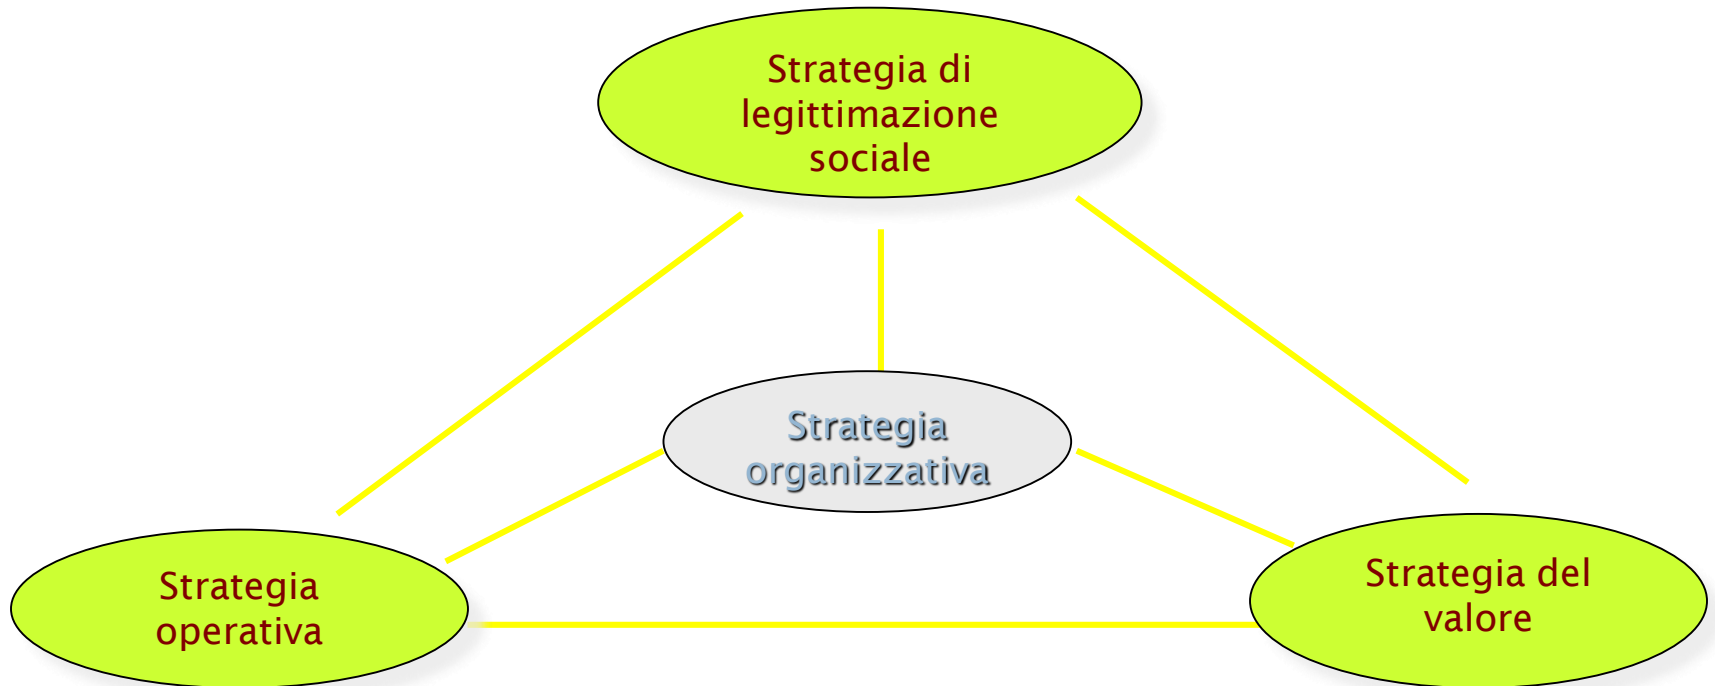 Strategia di
legittimazione
sociale
Strategia
organizzativa
Strategia
operativa
Strategia del
valore